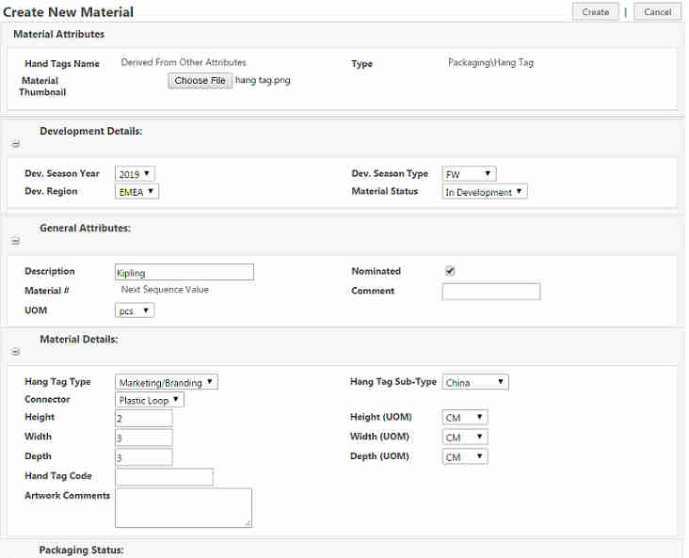 Create New Material Create | Cancel
Material Attributes
Hand Tags Name Derived From Other Attributes Type Packaging\Hang Tag
Material Thumbnail Choose File hang tag.png
Development Details:
Dev. Season Year 2019 Dev. Season Type FW
Dev. Region EMEA Material Status In Development
General Attributes:
Description Kipling Nominated
Material # Next Sequence Value Comment
UOM pcs
Material Details:
Hang Tag Type Marketing/Branding Hang Tag Sub-Type China
Connector Plastic Loop
Height 2 Height (UOM) CM
Width 3 Width (UOM) CM
Depth 3 Depth (UOM) CM
Hand Tag Code
Artwork Comments
Packaging Status: